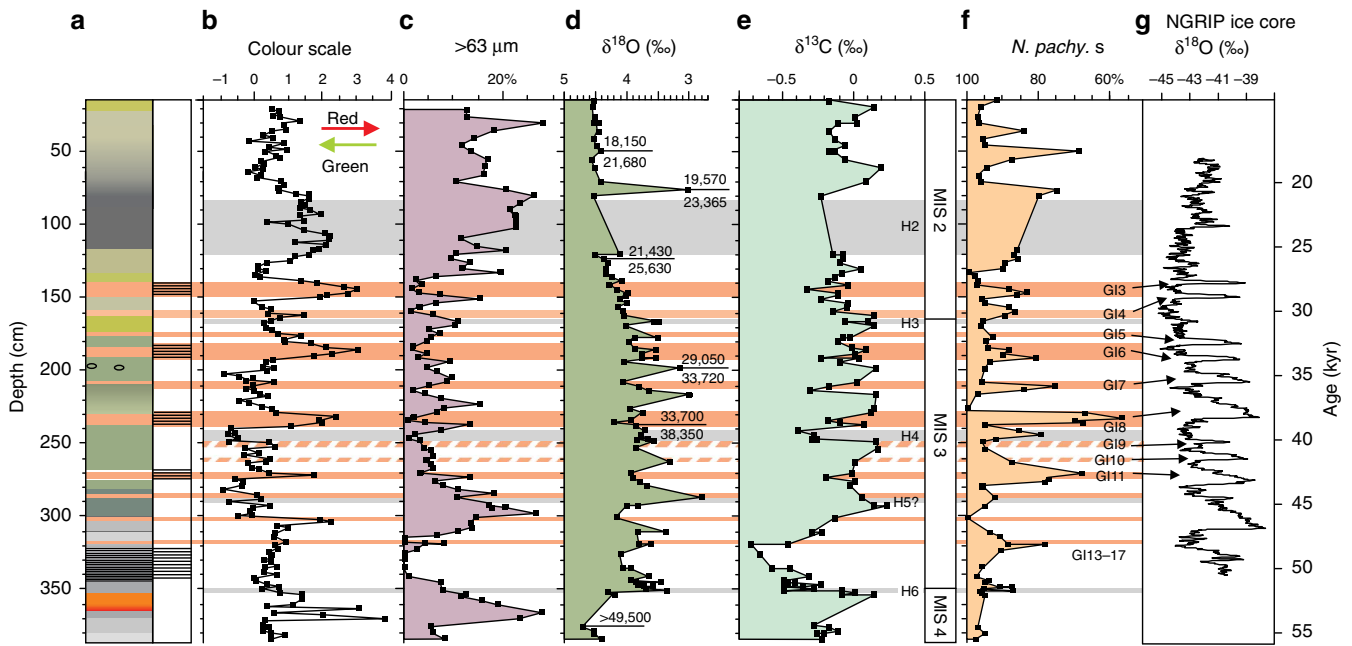 a b c d e f g NGRIP ice core
Colour scale >63 μm δ18O (‰) δ13C (‰) N. pachy. s δ18O (‰)
−1 0 1 2 3 4 0 20% 5 4 3 −0.5 0 0.5 100 80 60% −45 −43 −41 −39
Red
Green
Depth (cm)
50
100
150
200
250
300
350
18,150
21,680
19,570
23,365
21,430
25,630
29,050
33,720
33,700
38,350
>49,500
H2
H3
H4
H5?
H6
MIS 2
MIS 3
MIS 4
GI3
GI4
GI5
GI6
GI7
GI8
GI9
GI10
GI11
GI13–17
20
25
30
35
40
45
50
55
Age (kyr)